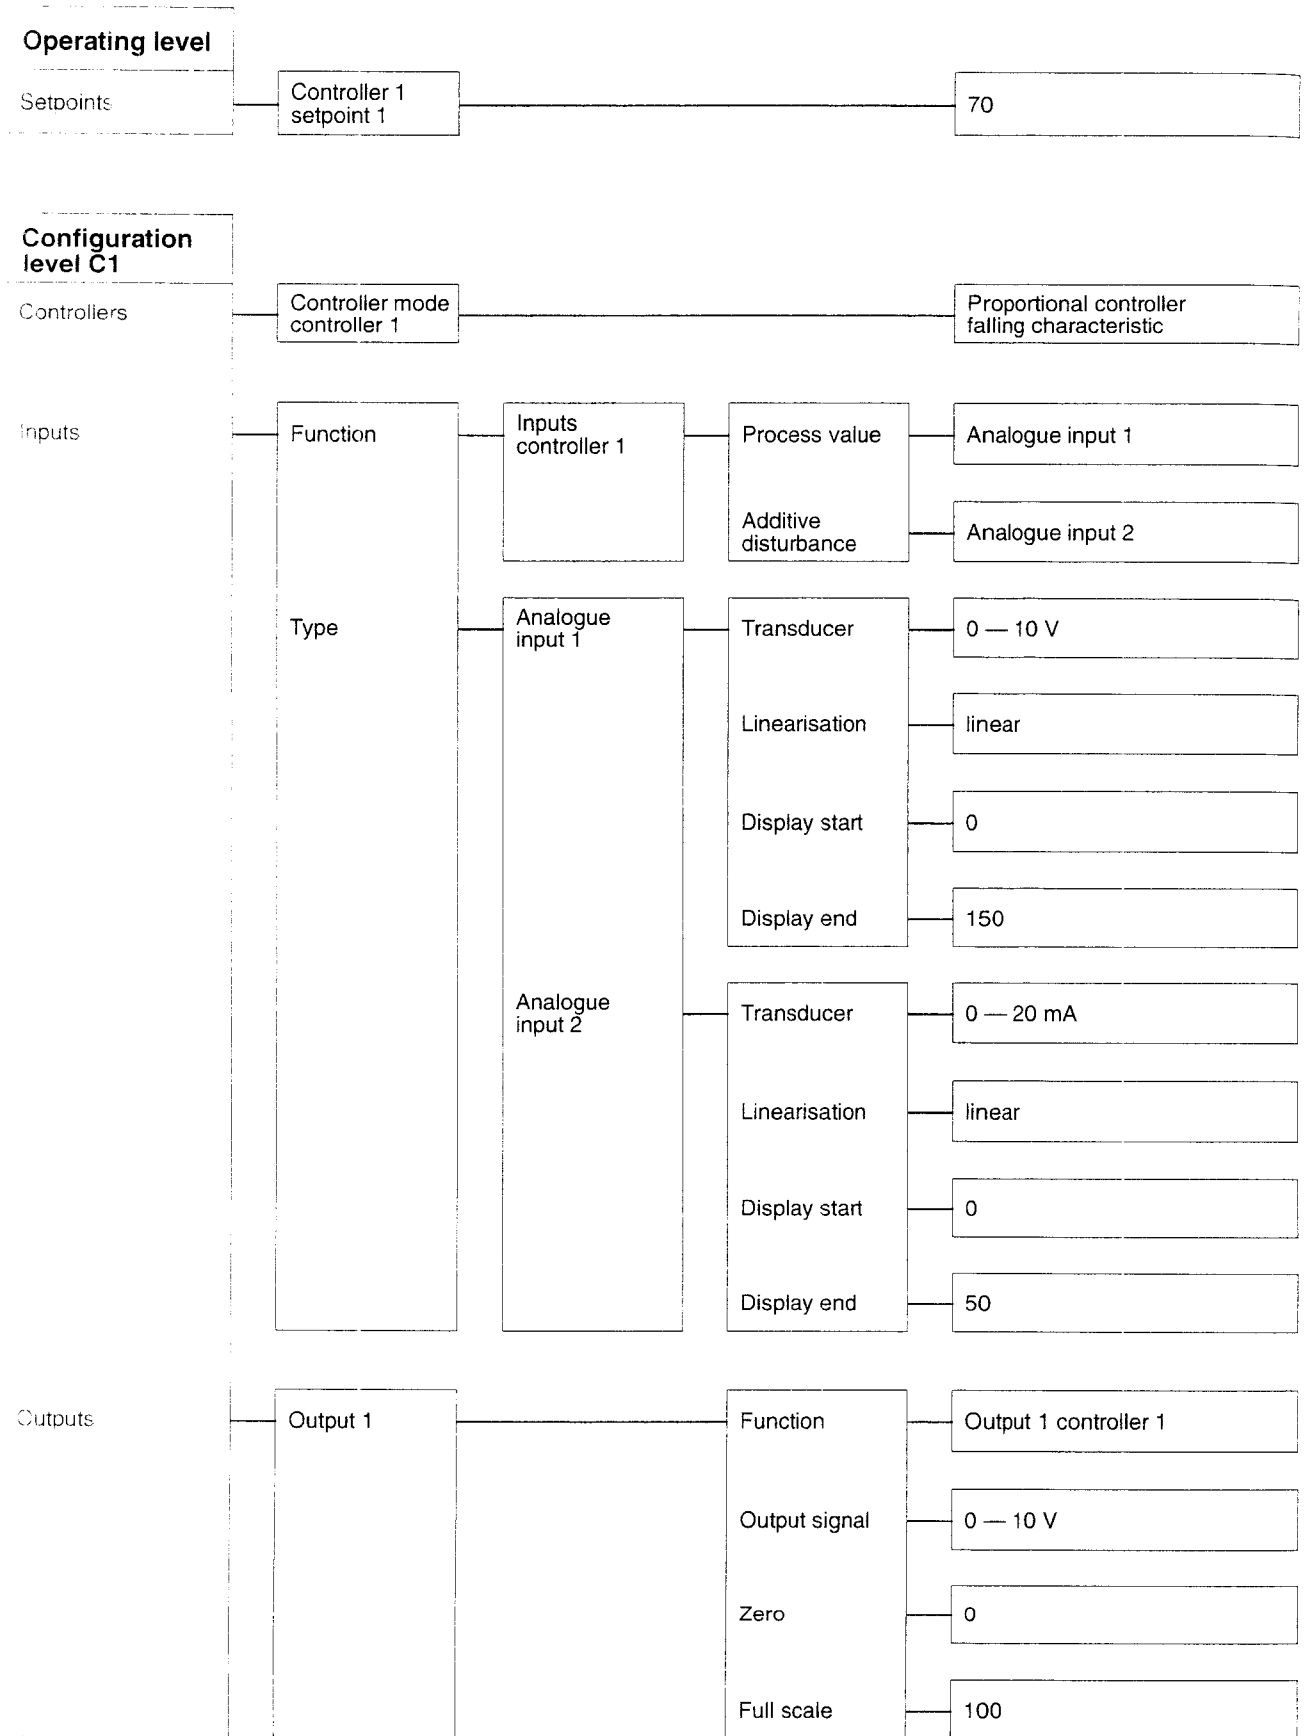 Operating level
Setpoints
Controller 1
setpoint 1
70
Configuration
level C1
Controllers
Controller mode
controller 1
Proportional controller
falling characteristic
Inputs
Function
Inputs
controller 1
Process value
Analogue input 1
Additive
disturbance
Analogue input 2
Type
Analogue
input 1
Transducer
0 — 10 V
Linearisation
linear
Display start
0
Display end
150
Analogue
input 2
Transducer
0 — 20 mA
Linearisation
linear
Display start
0
Display end
50
Outputs
Output 1
Function
Output 1 controller 1
Output signal
0 — 10 V
Zero
0
Full scale
100